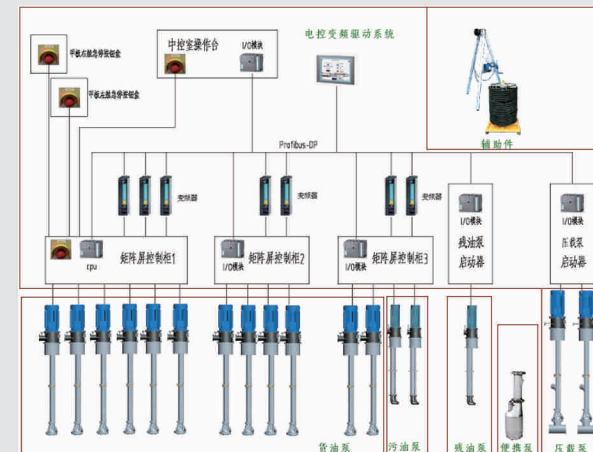 甲板右舷急停按钮盒
甲板左舷急停按钮盒
中控室操作台
I/O模块
电控变频驱动系统
辅助件
Profibus-DP
变频器
变频器
变频器
I/O模块
残油泵
启动器
I/O模块
压载泵
启动器
cpu
矩阵屏控制柜1
I/O模块
矩阵屏控制柜2
I/O模块
矩阵屏控制柜3
货油泵
污油泵
残油泵
便携泵
压载泵